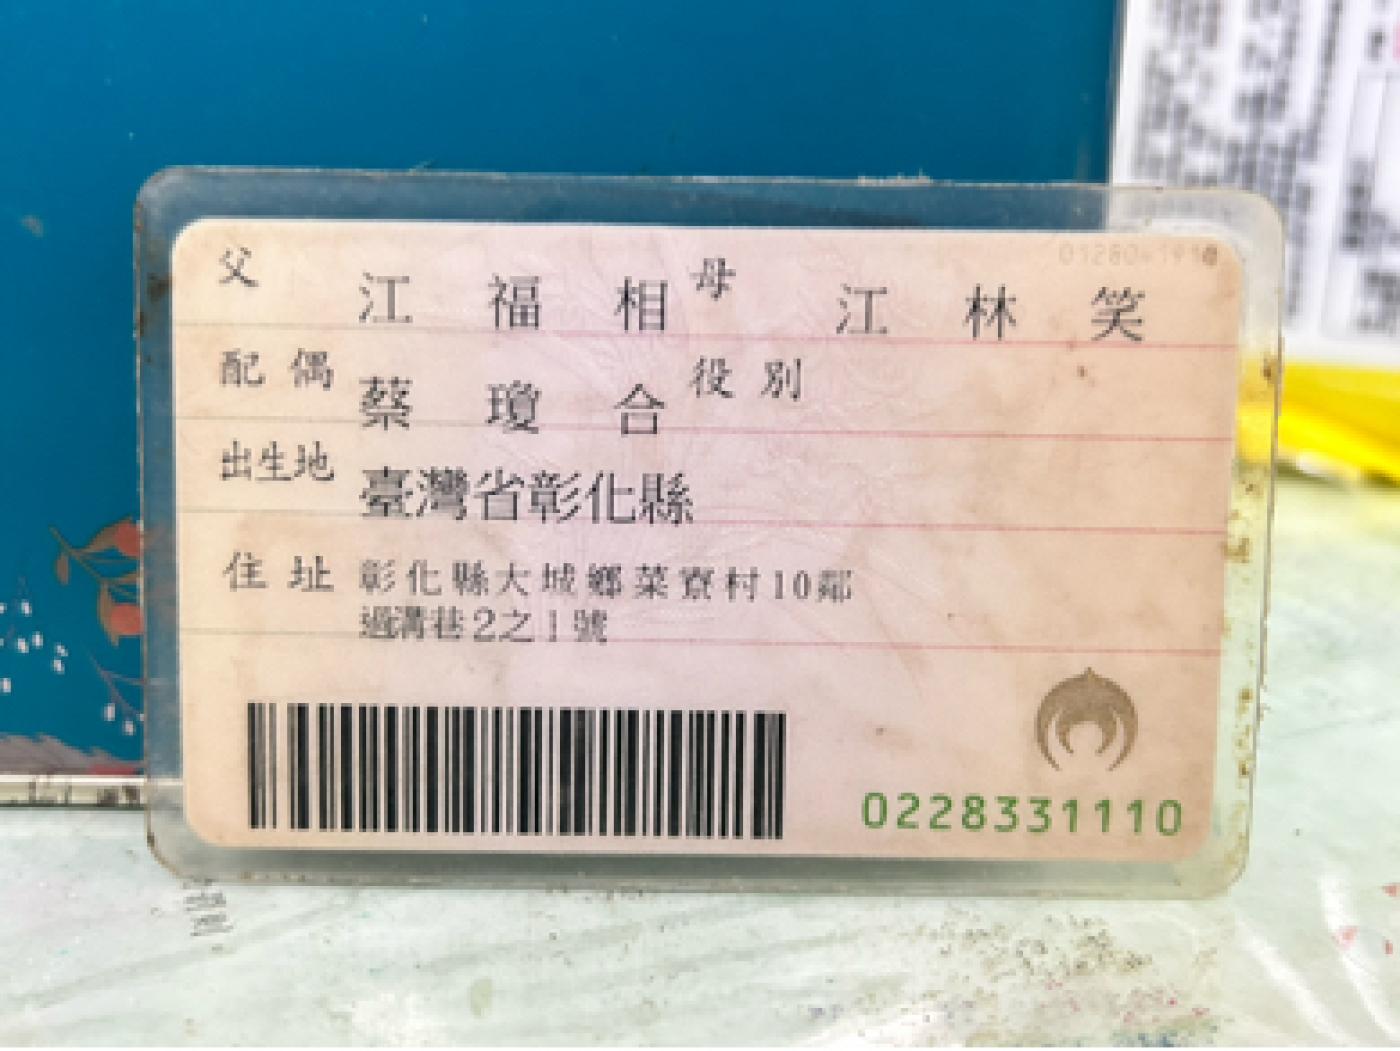 父 江福相 母 江林笑
配偶 蔡瓊合 役別
出生地 臺灣省彰化縣
住址 彰化縣大城鄉菜寮村10鄰
過溝巷2之1號
0228331110